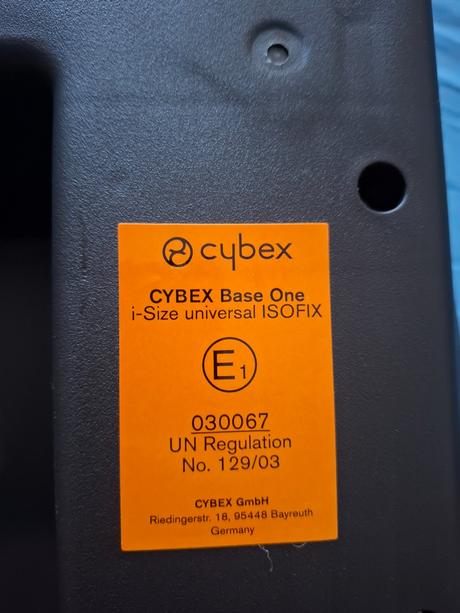 cybex
CYBEX Base One
i-Size universal ISOFIX
E1
030067
UN Regulation
No. 129/03
CYBEX GmbH
Riedingerstr. 18, 95448 Bayreuth
Germany